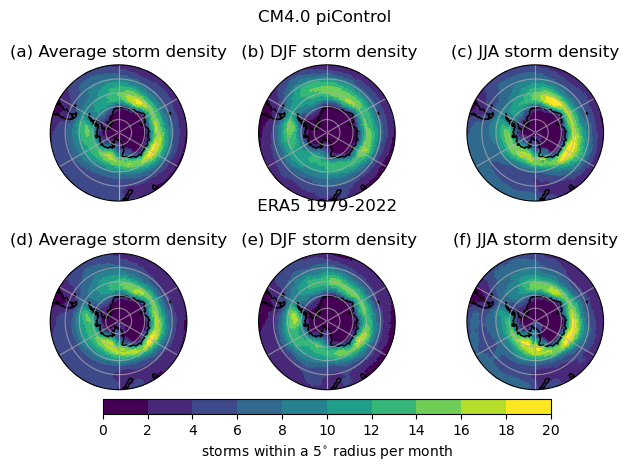 CM4.0 piControl
(a) Average storm density
(b) DJF storm density
(c) JJA storm density
ERA5 1979-2022
(d) Average storm density
(e) DJF storm density
(f) JJA storm density
0 2 4 6 8 10 12 14 16 18 20
storms within a 5° radius per month